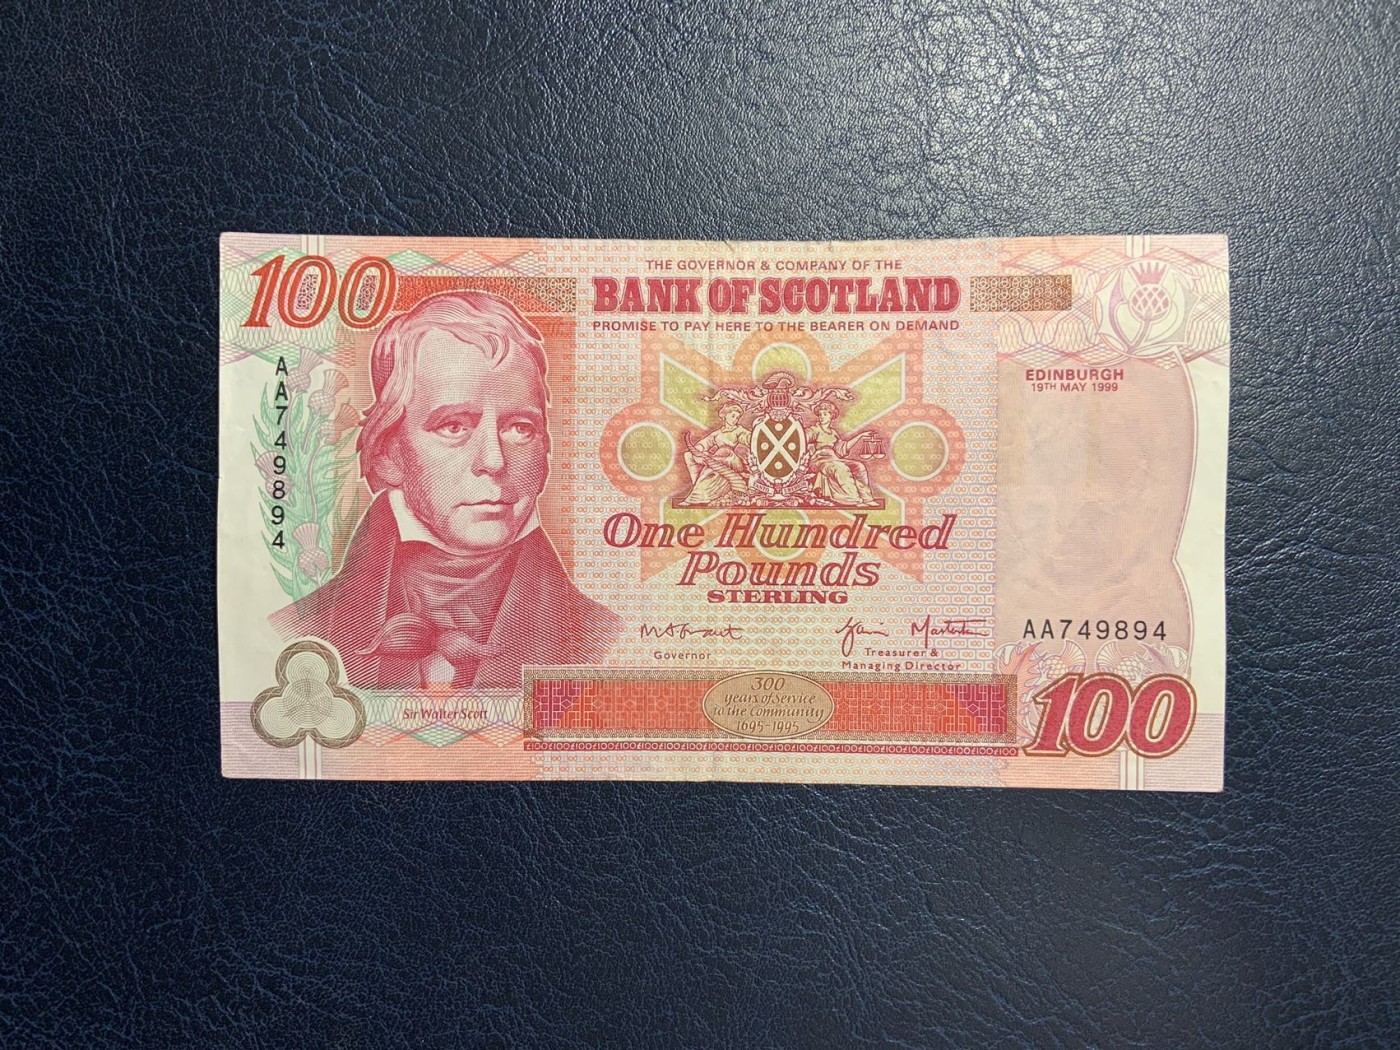 100
THE GOVERNOR & COMPANY OF THE
BANK OF SCOTLAND
PROMISE TO PAY HERE TO THE BEARER ON DEMAND
EDINBURGH
19TH MAY 1999
AA749894
One Hundred
Pounds
STERLING
Governor
Treasurer &
Managing Director
AA749894
Sir Walter Scott
300
years of Service
to the Community
1695-1995
100